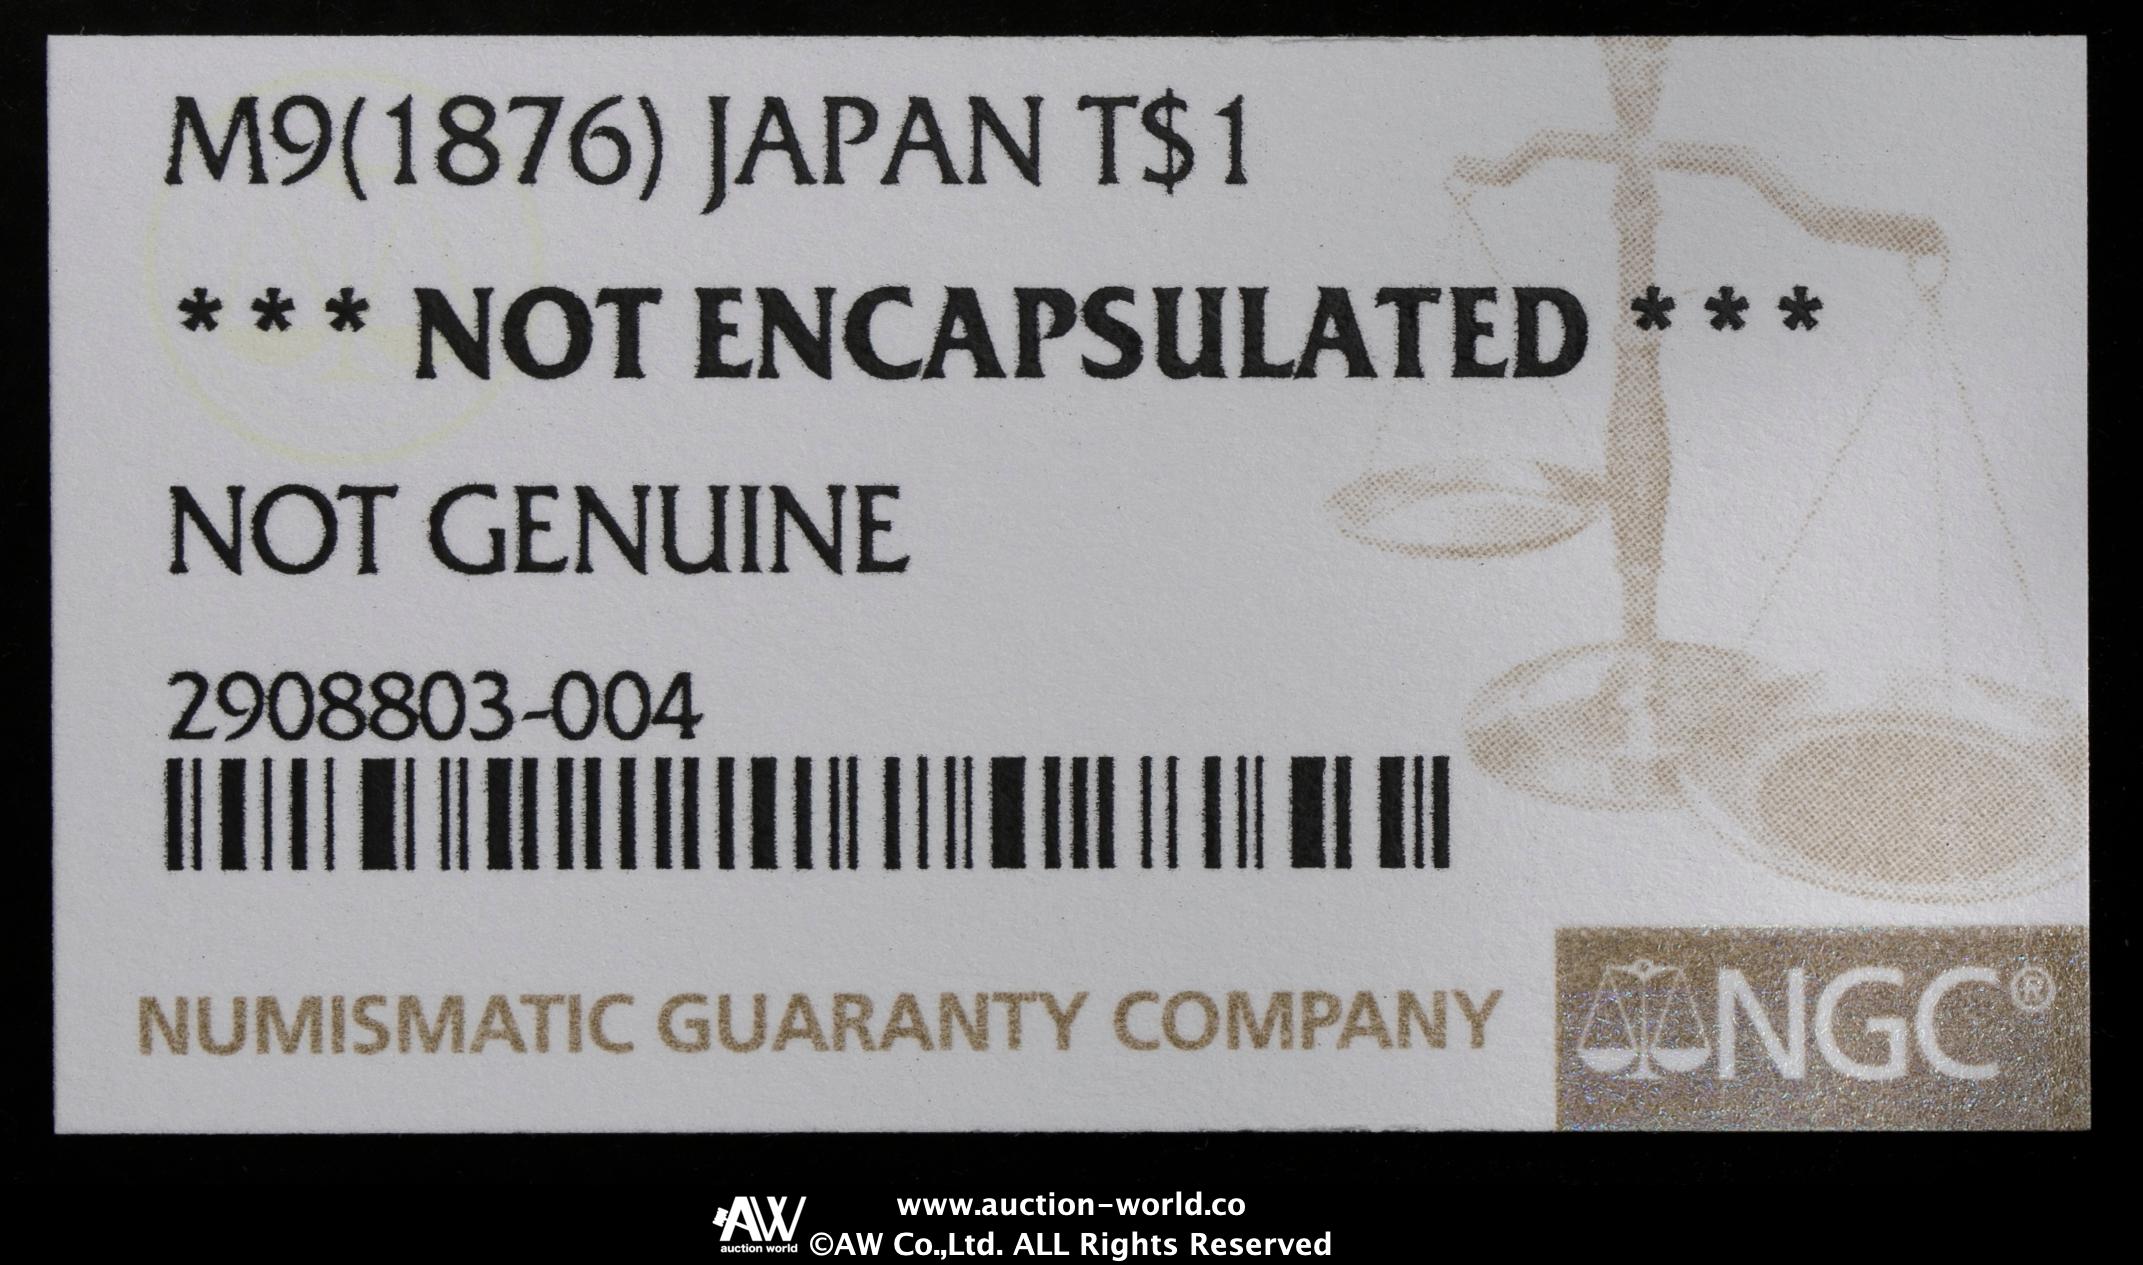 M9(1876) JAPAN T$1
*** NOT ENCAPSULATED ***
NOT GENUINE
2908803-004
NUMISMATIC GUARANTY COMPANY
NGC®
AW
auction world
www.auction-world.co
©AW Co.,Ltd. ALL Rights Reserved